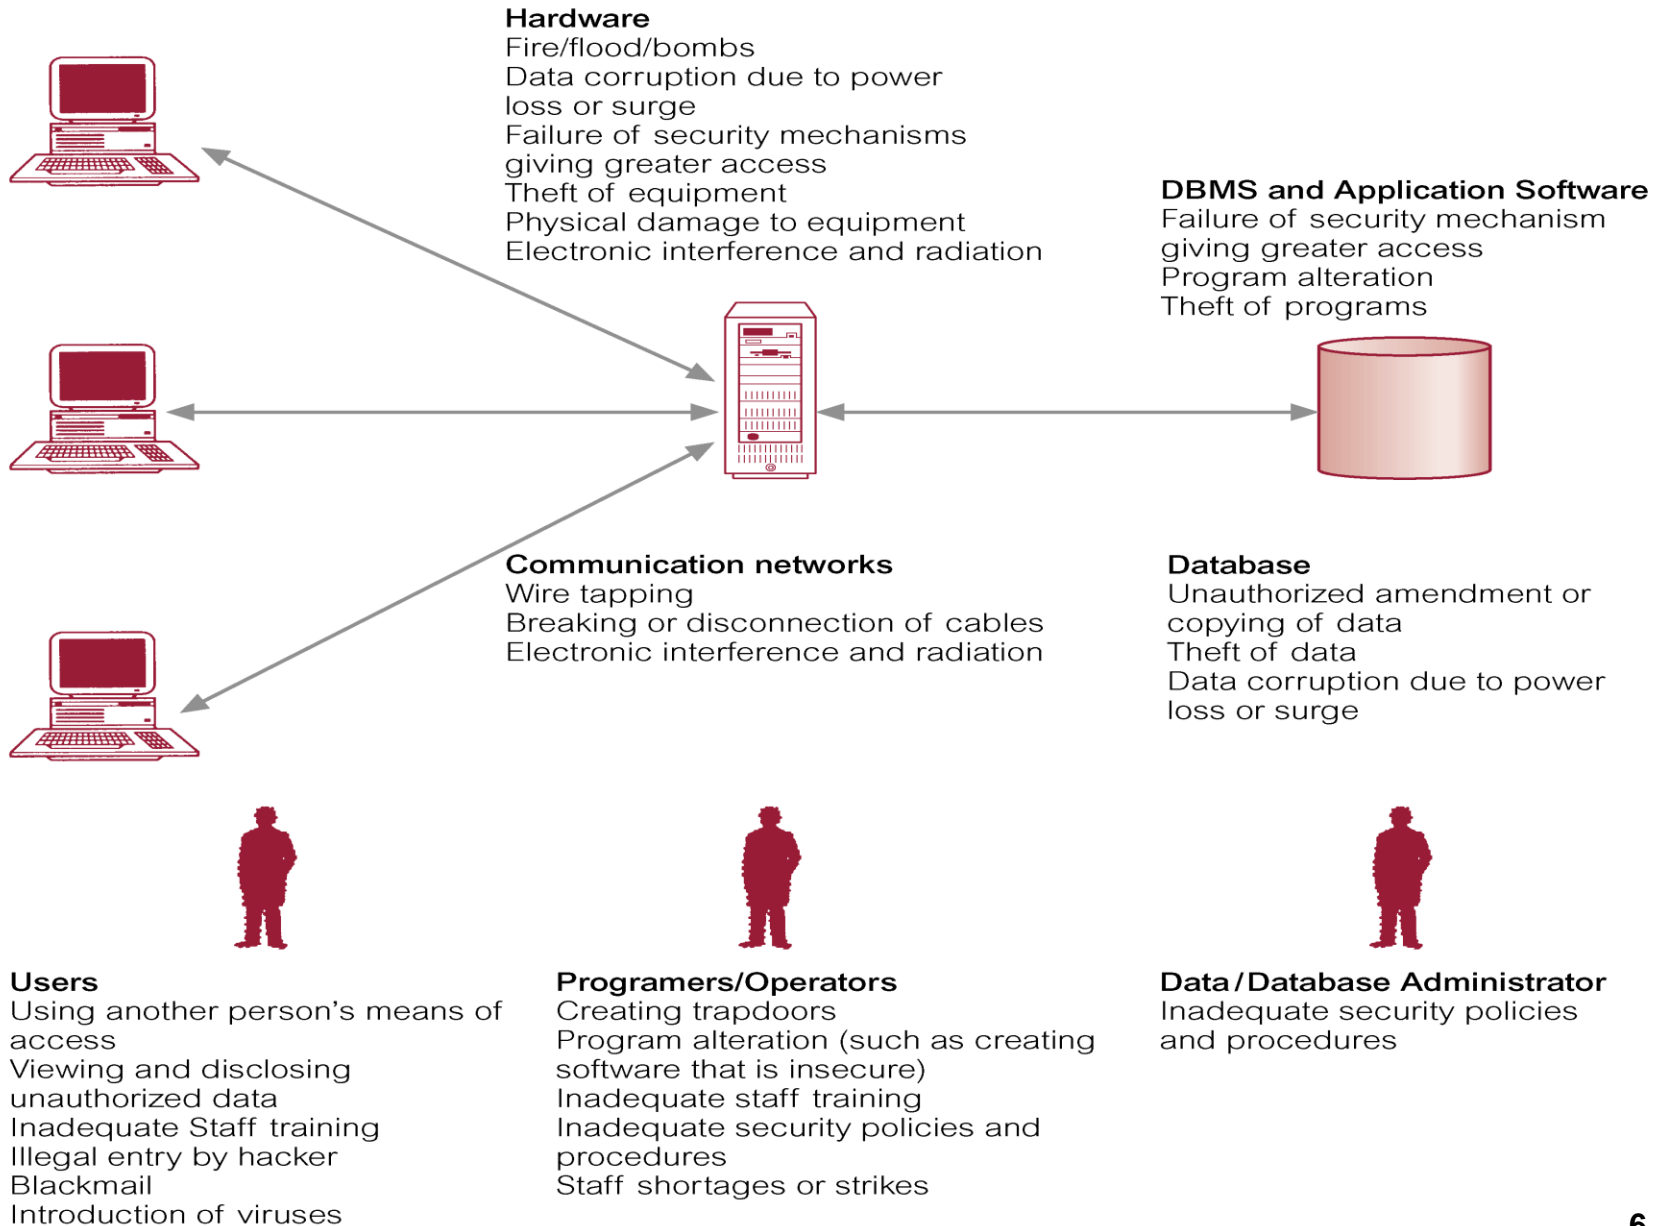 Hardware
Fire/flood/bombs
Data corruption due to power
loss or surge
Failure of security mechanisms
giving greater access
Theft of equipment
Physical damage to equipment
Electronic interference and radiation
DBMS and Application Software
Failure of security mechanism
giving greater access
Program alteration
Theft of programs
Communication networks
Wire tapping
Breaking or disconnection of cables
Electronic interference and radiation
Database
Unauthorized amendment or
copying of data
Theft of data
Data corruption due to power
loss or surge
Users
Using another person's means of
access
Viewing and disclosing
unauthorized data
Inadequate Staff training
Illegal entry by hacker
Blackmail
Introduction of viruses
Programers/Operators
Creating trapdoors
Program alteration (such as creating
software that is insecure)
Inadequate staff training
Inadequate security policies and
procedures
Staff shortages or strikes
Data/Database Administrator
Inadequate security policies
and procedures
6